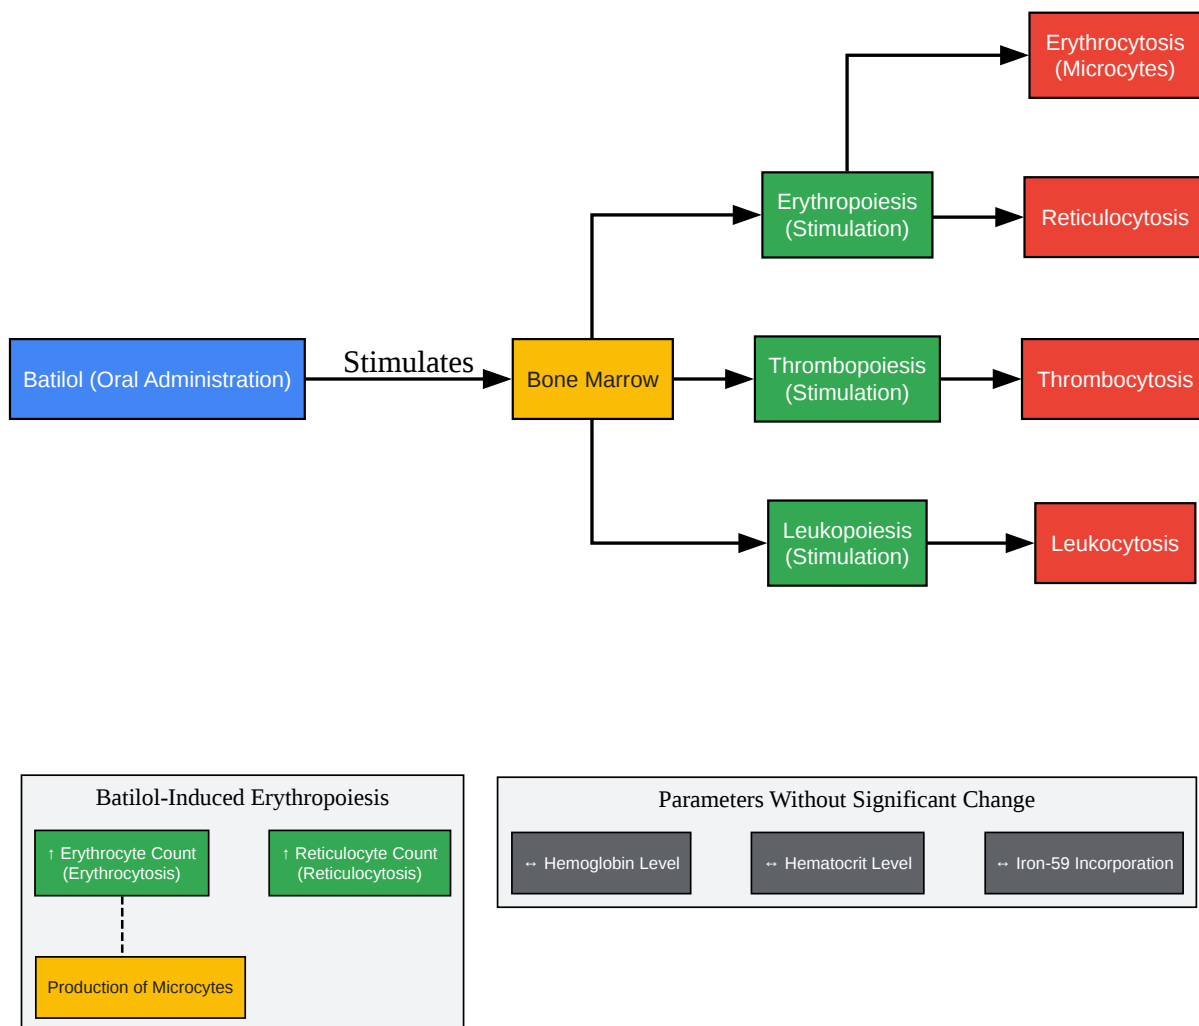 Erythrocytosis
(Microcytes)
Erythropoiesis
(Stimulation)
Reticulocytosis
Batilol (Oral Administration)
Stimulates
Bone Marrow
Thrombopoiesis
(Stimulation)
Thrombocytosis
Leukopoiesis
(Stimulation)
Leukocytosis
Batilol-Induced Erythropoiesis
↑ Erythrocyte Count
(Erythrocytosis)
↑ Reticulocyte Count
(Reticulocytosis)
Production of Microcytes
Parameters Without Significant Change
↔ Hemoglobin Level
↔ Hematocrit Level
↔ Iron-59 Incorporation